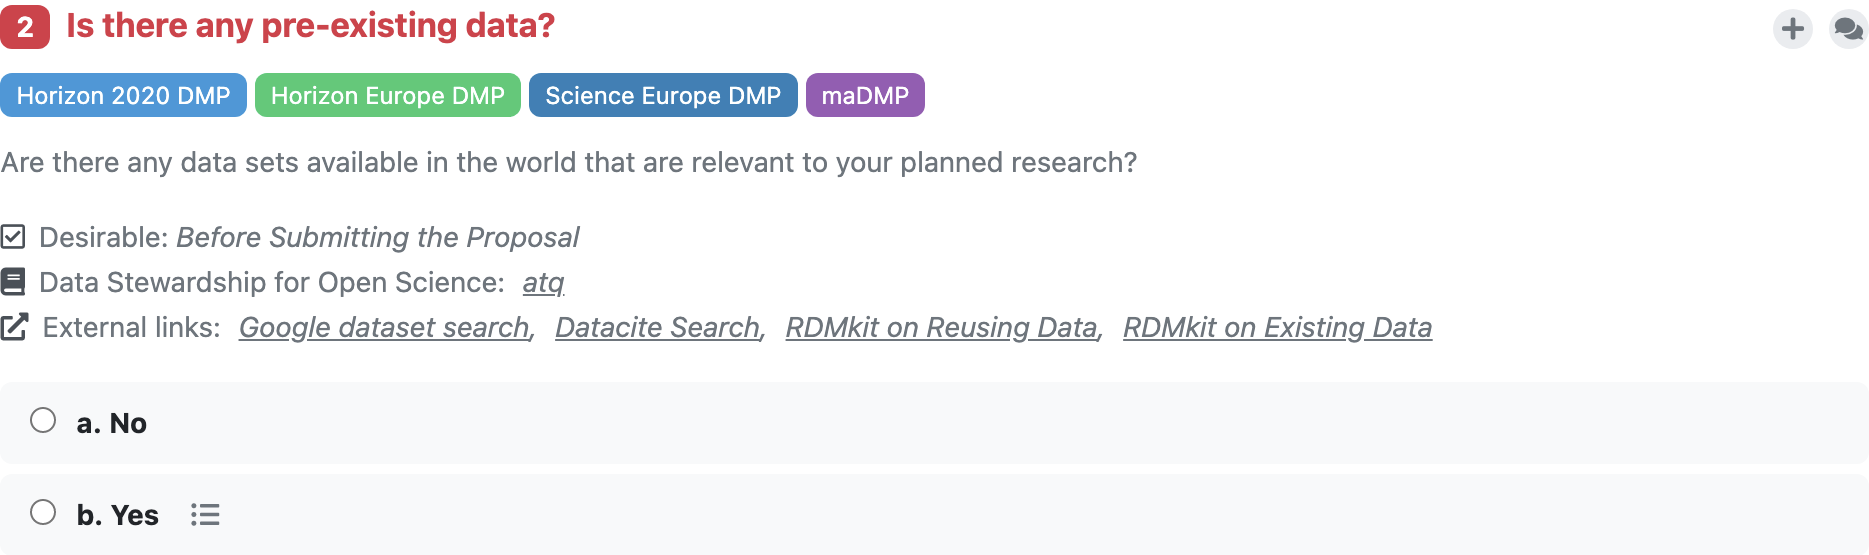 2 Is there any pre-existing data?
Horizon 2020 DMP Horizon Europe DMP Science Europe DMP maDMP
Are there any data sets available in the world that are relevant to your planned research?
Desirable: Before Submitting the Proposal
Data Stewardship for Open Science: atq
External links: Google dataset search, Datacite Search, RDMkit on Reusing Data, RDMkit on Existing Data
a. No
b. Yes